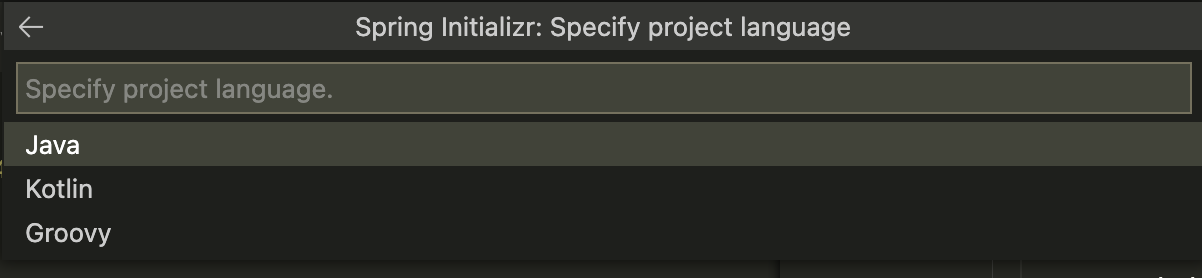 Spring Initializr: Specify project language
Specify project language.
Java
Kotlin
Groovy